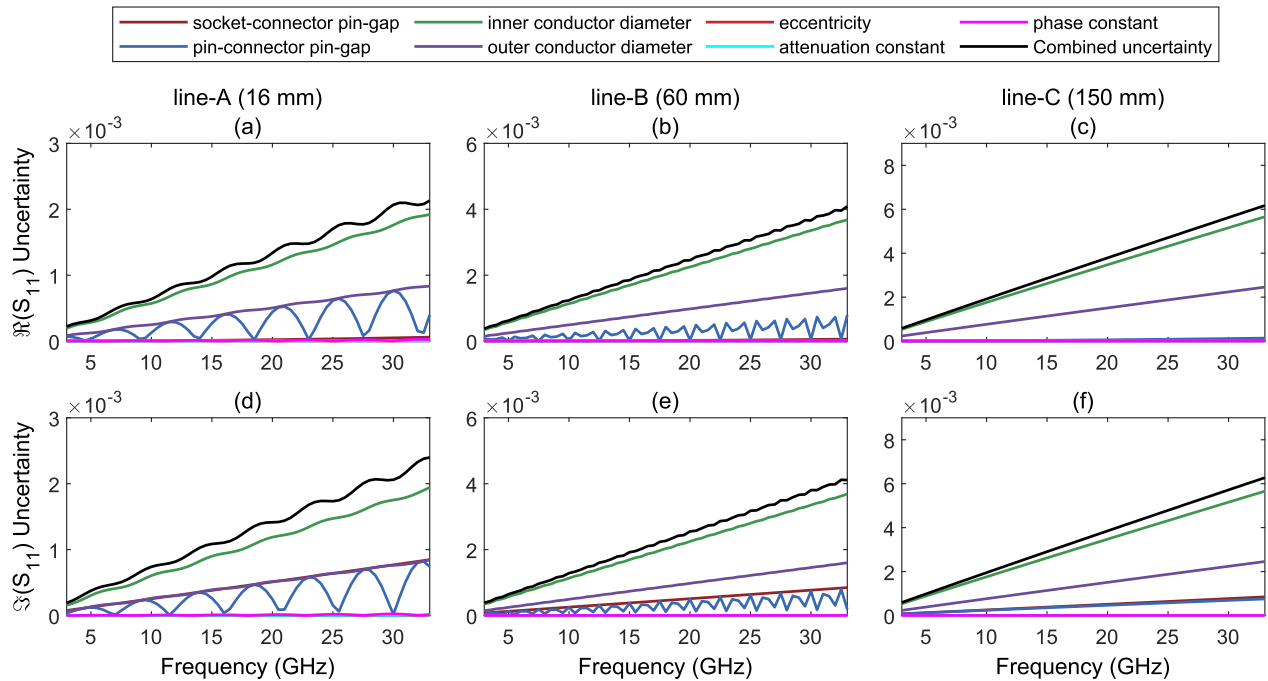 socket-connector pin-gap inner conductor diameter eccentricity phase constant
pin-connector pin-gap outer conductor diameter attenuation constant Combined uncertainty
line-A (16 mm) line-B (60 mm) line-C (150 mm)
×10⁻³ (a) ×10⁻³ (b) ×10⁻³ (c)
ℜ(S₁₁) Uncertainty
3 6 8
2 4 6
1 2 4
2
0 0 0
5 10 15 20 25 30 5 10 15 20 25 30 5 10 15 20 25 30
×10⁻³ (d) ×10⁻³ (e) ×10⁻³ (f)
ℑ(S₁₁) Uncertainty
3 6 8
2 4 6
1 2 4
2
0 0 0
5 10 15 20 25 30 5 10 15 20 25 30 5 10 15 20 25 30
Frequency (GHz) Frequency (GHz) Frequency (GHz)